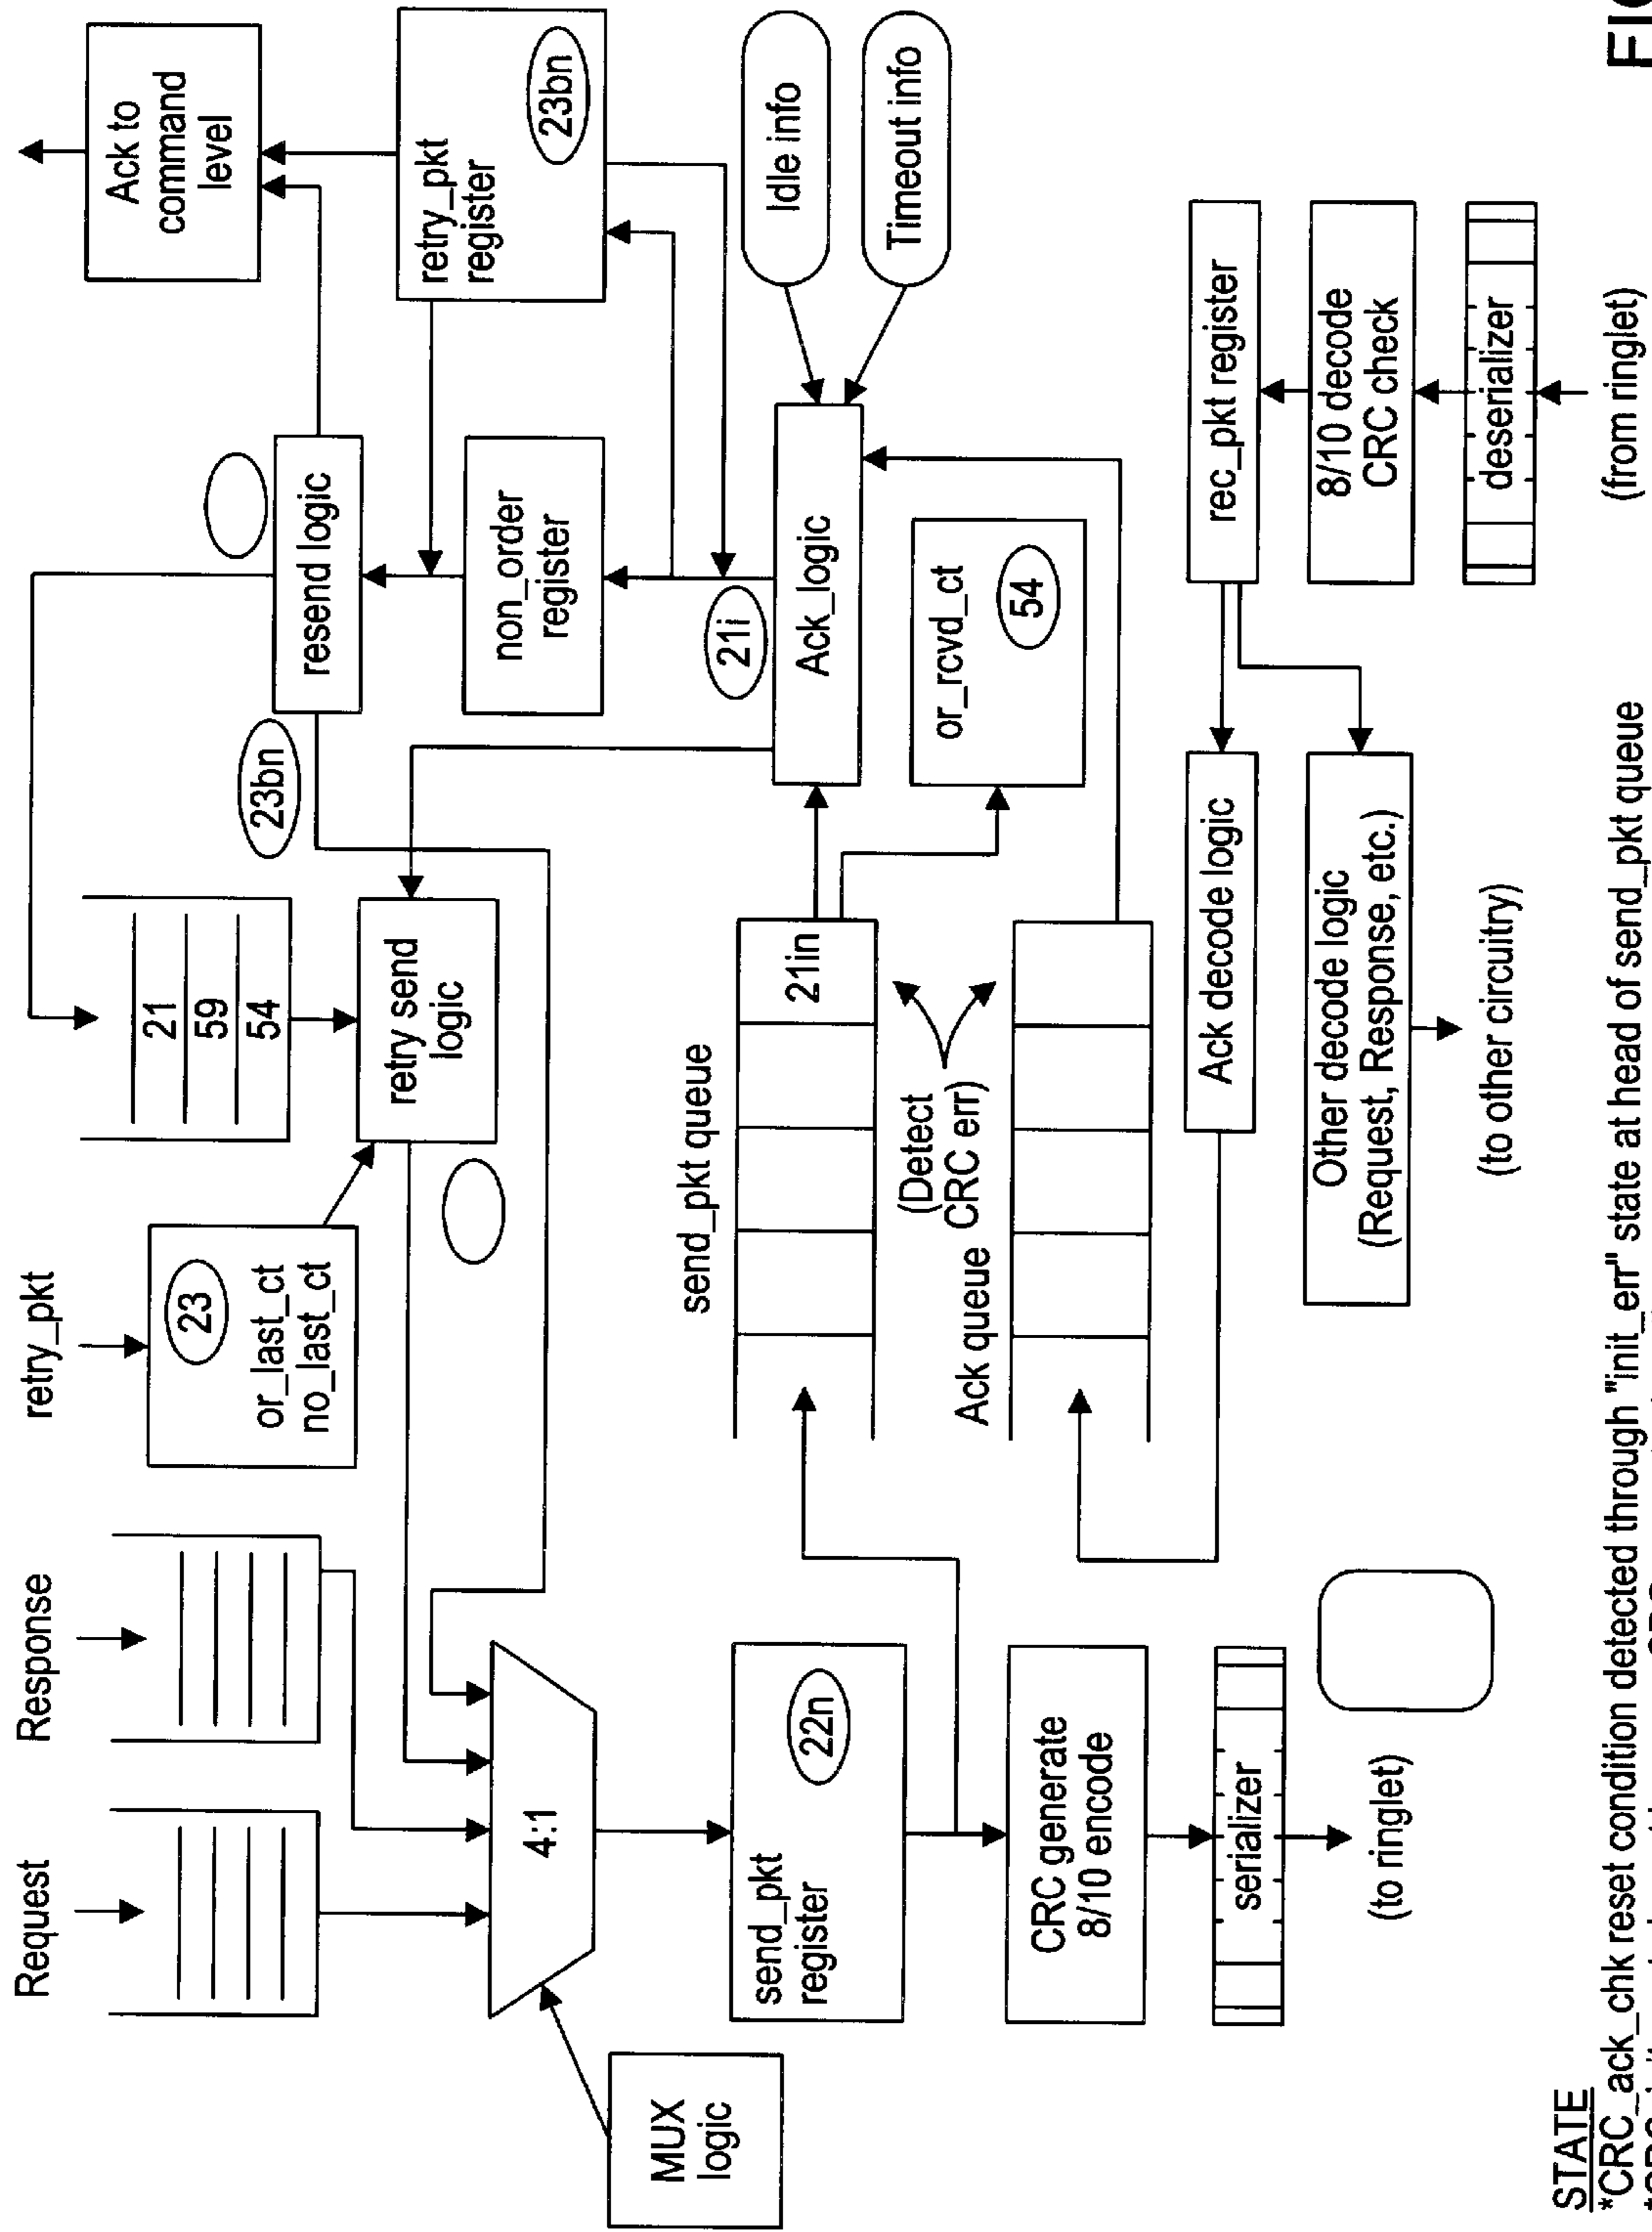 Request
Response
retry_pkt
23
or_last_ct
no_last_ct
21
59
54
retry send
logic
23bn
resend logic
Ack to
command
level
retry_pkt
register
23bn
non_order
register
21i
Ack_logic
Idle info
Timeout info
4:1
MUX
logic
send_pkt
register
22n
CRC generate
8/10 encode
serializer
(to ringlet)
send_pkt queue
21in
(Detect
CRC err)
Ack queue
or_rcvd_ct
54
Ack decode logic
Other decode logic
(Request, Response, etc.)
(to other circuitry)
rec_pkt register
8/10 decode
CRC check
deserializer
(from ringlet)
STATE
*CRC_ack_chk reset condition detected through "init_err" state at head of send_pkt queue